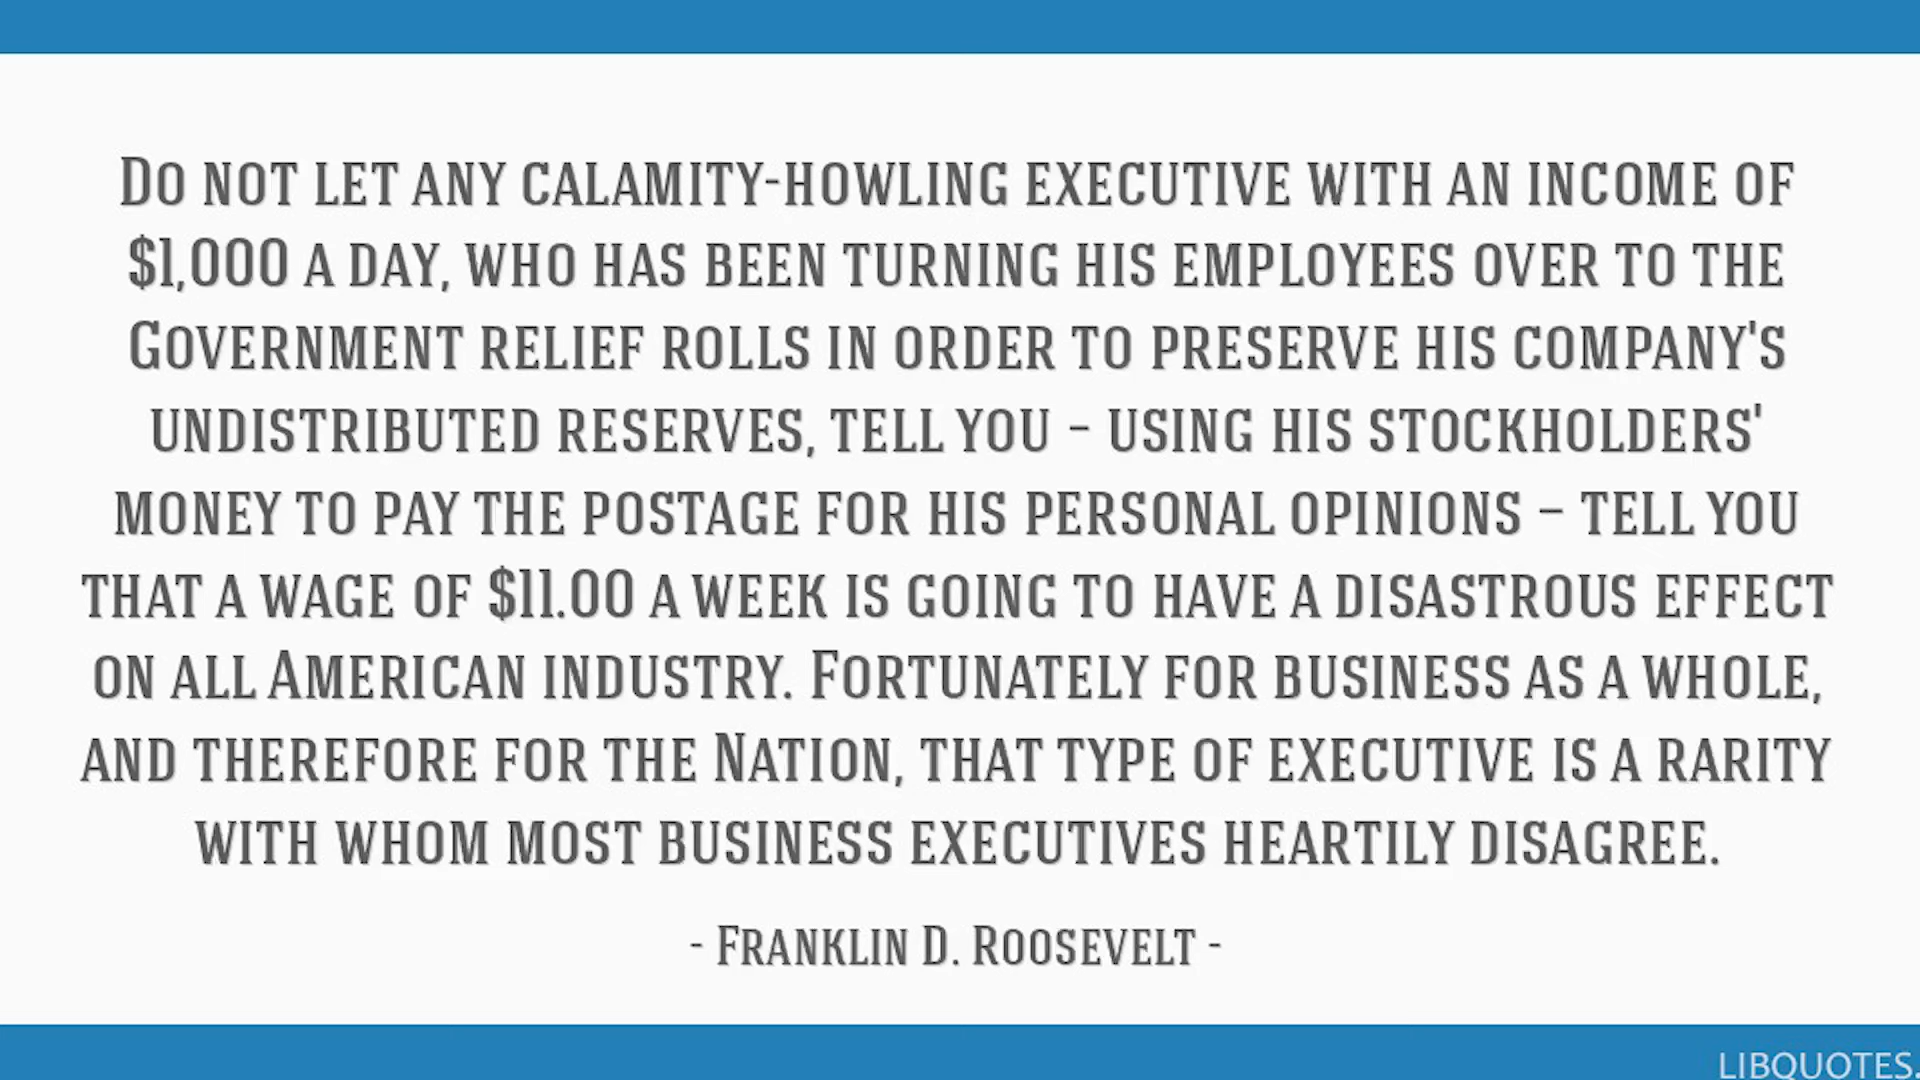 Do not let any calamity-howling executive with an income of
$1,000 a day, who has been turning his employees over to the
Government relief rolls in order to preserve his company's
undistributed reserves, tell you – using his stockholders'
money to pay the postage for his personal opinions — tell you
that a wage of $11.00 a week is going to have a disastrous effect
on all American industry. Fortunately for business as a whole,
and therefore for the Nation, that type of executive is a rarity
with whom most business executives heartily disagree.
- Franklin D. Roosevelt -
LIBQUOTES.